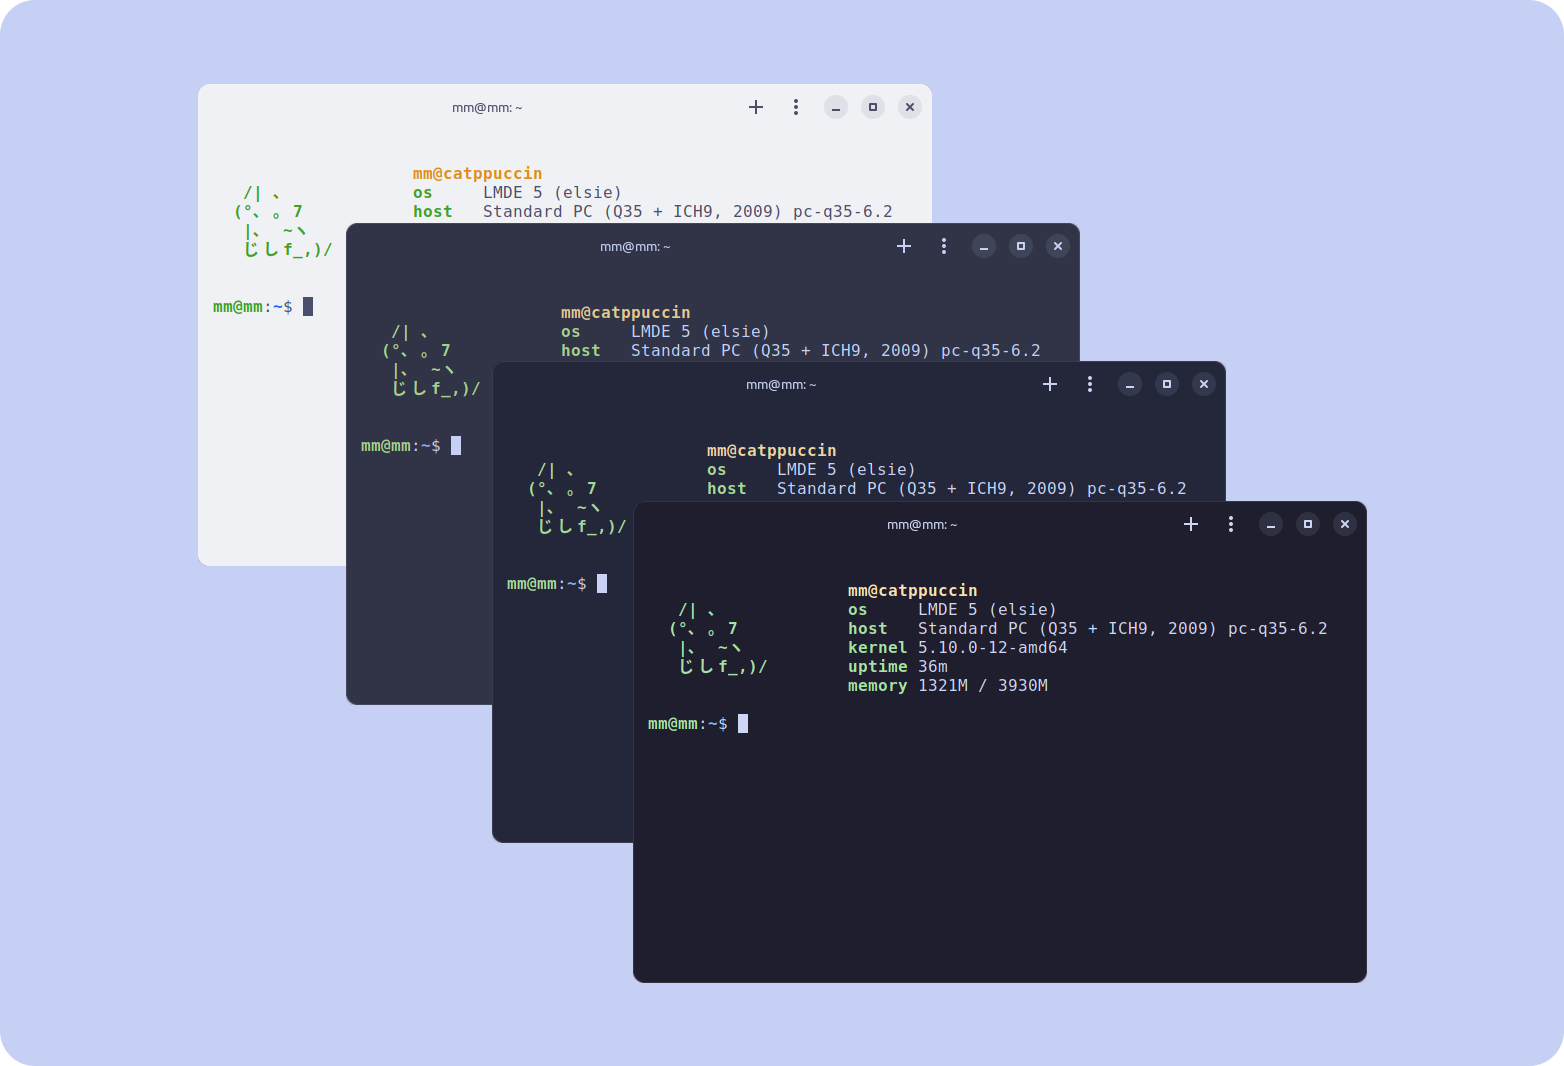 mm@mm: ~
mm@catppuccin
/| 、
os LMDE 5 (elsie)
(°、 。7
host Standard PC (Q35 + ICH9, 2009) pc-q35-6.2
|、 ~ヽ
じしf_,)/
mm@mm:~$
mm@mm: ~
mm@catppuccin
/| 、
os LMDE 5 (elsie)
(°、 。7
host Standard PC (Q35 + ICH9, 2009) pc-q35-6.2
|、 ~ヽ
じしf_,)/
mm@mm:~$
mm@mm: ~
mm@catppuccin
/| 、
os LMDE 5 (elsie)
(°、 。7
host Standard PC (Q35 + ICH9, 2009) pc-q35-6.2
|、 ~ヽ
じしf_,)/
mm@mm:~$
mm@mm: ~
mm@catppuccin
/| 、
os LMDE 5 (elsie)
(°、 。7
host Standard PC (Q35 + ICH9, 2009) pc-q35-6.2
|、 ~ヽ
kernel 5.10.0-12-amd64
じしf_,)/
uptime 36m
memory 1321M / 3930M
mm@mm:~$